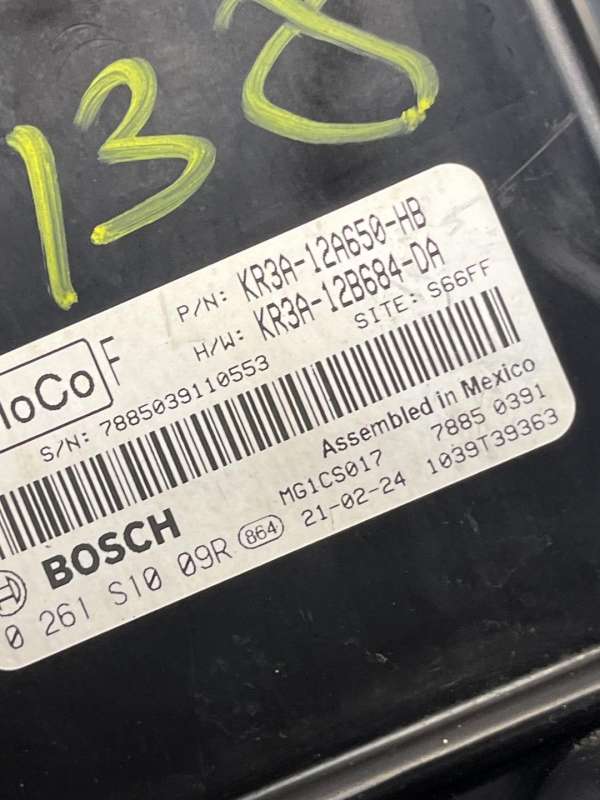 138
P/N: KR3A-12A650-HB
H/W: KR3A-12B684-DA
SITE: S66FF
F
S/N: 7885039110553
Assembled in Mexico
MG1CS017 7885 0391
21-02-24 1039T39363
BOSCH
0 261 S10 09R 864